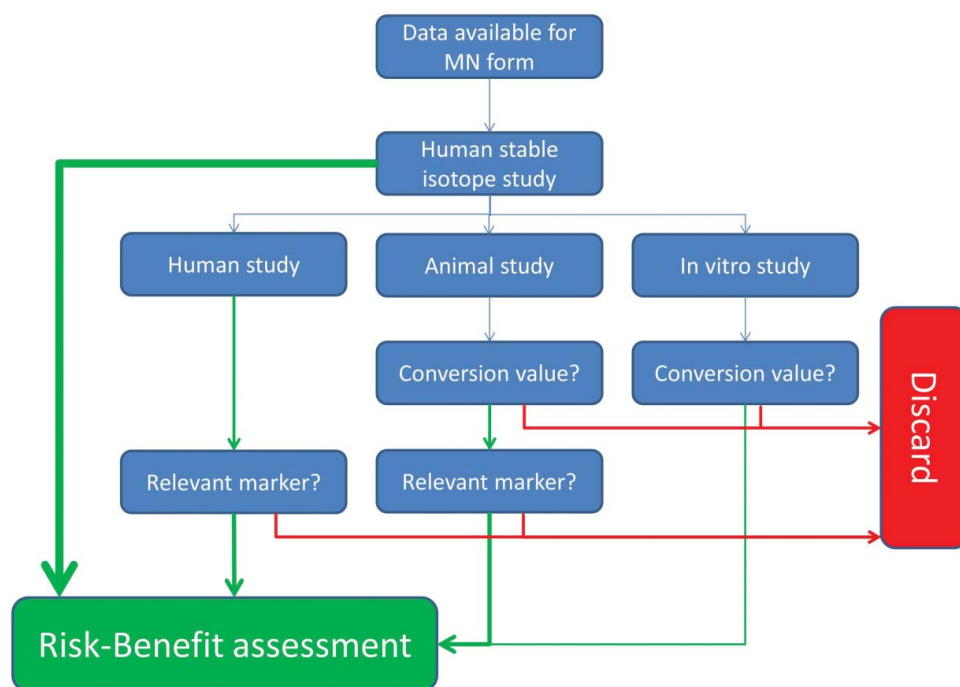 Data available for
MN form
Human stable
isotope study
Human study
Animal study
In vitro study
Conversion value?
Conversion value?
Discard
Relevant marker?
Relevant marker?
Risk-Benefit assessment